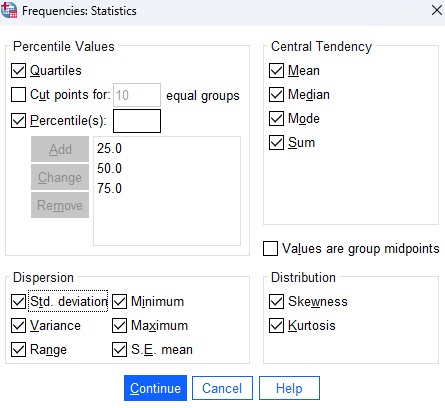 Frequencies: Statistics
Percentile Values
Quartiles
Cut points for: 10 equal groups
Percentile(s):
Add
Change
Remove
25.0
50.0
75.0
Central Tendency
Mean
Median
Mode
Sum
Values are group midpoints
Dispersion
Std. deviation Minimum
Variance Maximum
Range S.E. mean
Distribution
Skewness
Kurtosis
Continue Cancel Help